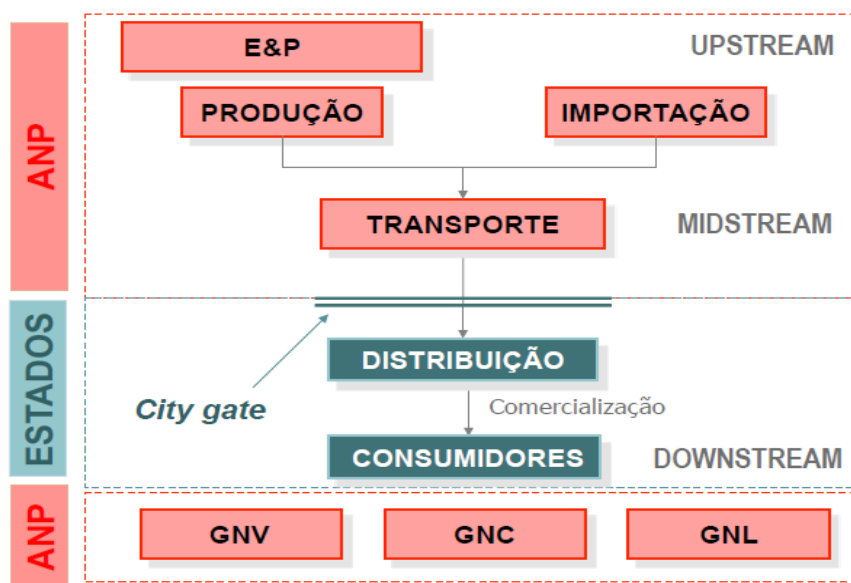 ANP
E&P
UPSTREAM
PRODUÇÃO
IMPORTAÇÃO
TRANSPORTE
MIDSTREAM
ESTADOS
DISTRIBUIÇÃO
City gate
Comercialização
CONSUMIDORES
DOWNSTREAM
ANP
GNV
GNC
GNL